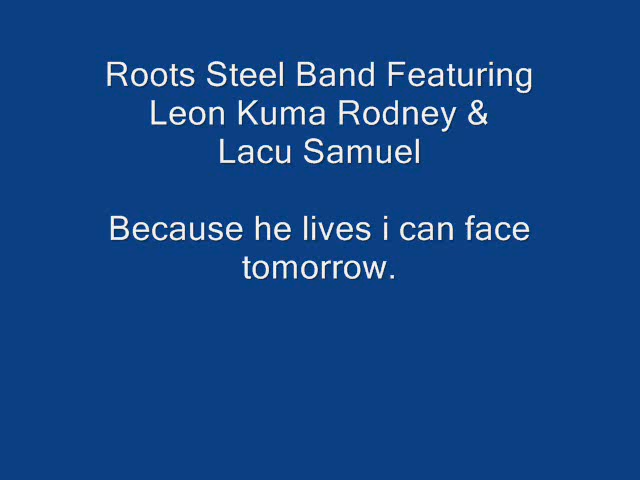 Roots Steel Band Featuring
Leon Kuma Rodney &
Lacu Samuel
Because he lives i can face
tomorrow.